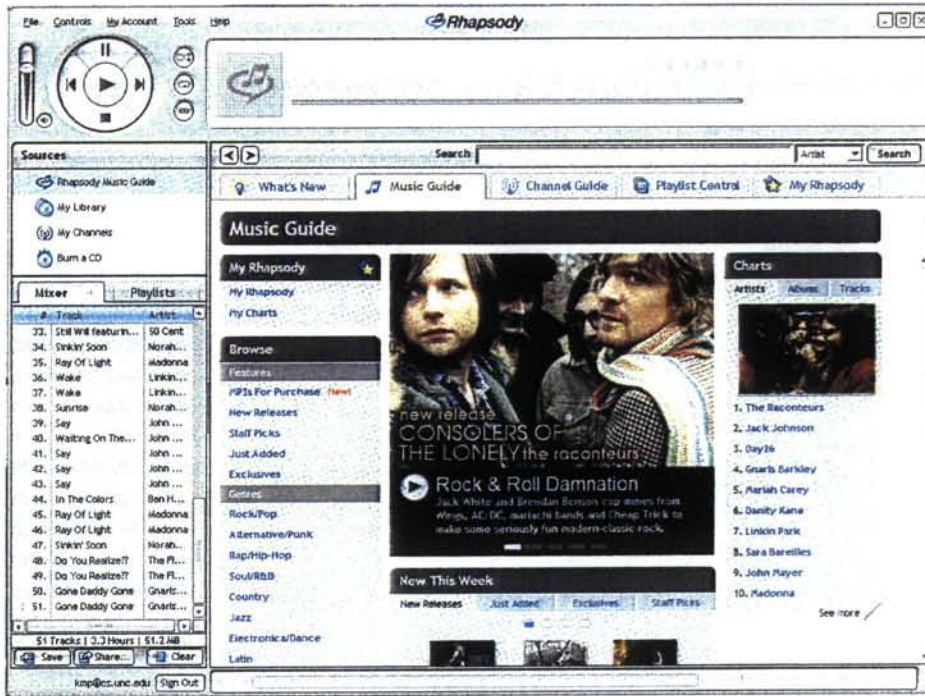 File Controls My Account Tools Help
Rhapsody
Sources
Rhapsody Music Guide
My Library
My Channels
Burn a CD
Mixer Playlists
# Track Artist
33. Still Will featurin... 50 Cent
34. Sinkin' Soon Norah...
35. Ray Of Light Madonna
36. Wake Linkin...
37. Wake Linkin...
38. Sunrise Norah...
39. Say John ...
40. Waiting On The... John ...
41. Say John ...
42. Say John ...
43. Say John ...
44. In The Colors Ben H...
45. Ray Of Light Madonna
46. Ray Of Light Madonna
47. Sinkin' Soon Norah...
48. Do You Realize?? The Fl...
49. Do You Realize?? The Fl...
50. Gone Daddy Gone Gnarls...
51. Gone Daddy Gone Gnarls...
51 Tracks | 3.3 Hours | 51.2 MB
Save Share... Clear
kmp@cs.unc.edu Sign Out
Search Artist Search
What's New Music Guide Channel Guide Playlist Central My Rhapsody
Music Guide
My Rhapsody
My Rhapsody
My Charts
Browse
Features
MP3s For Purchase New!
New Releases
Staff Picks
Just Added
Exclusives
Genres
Rock/Pop
Alternative/Punk
Rap/Hip-Hop
Soul/R&B
Country
Jazz
Electronica/Dance
Latin
new release
CONSOLERS OF
THE LONELY the raconteurs
Rock & Roll Damnation
Jack White and Brendan Benson cop moves from
Wings, AC/DC, mariachi bands and Cheap Trick to
make some seriously fun modern-classic rock.
New This Week
New Releases Just Added Exclusives Staff Picks
Charts
Artists Albums Tracks
1. The Raconteurs
2. Jack Johnson
3. Day26
4. Gnarls Barkley
5. Mariah Carey
6. Danity Kane
7. Linkin Park
8. Sara Bareilles
9. John Mayer
10. Madonna
See more